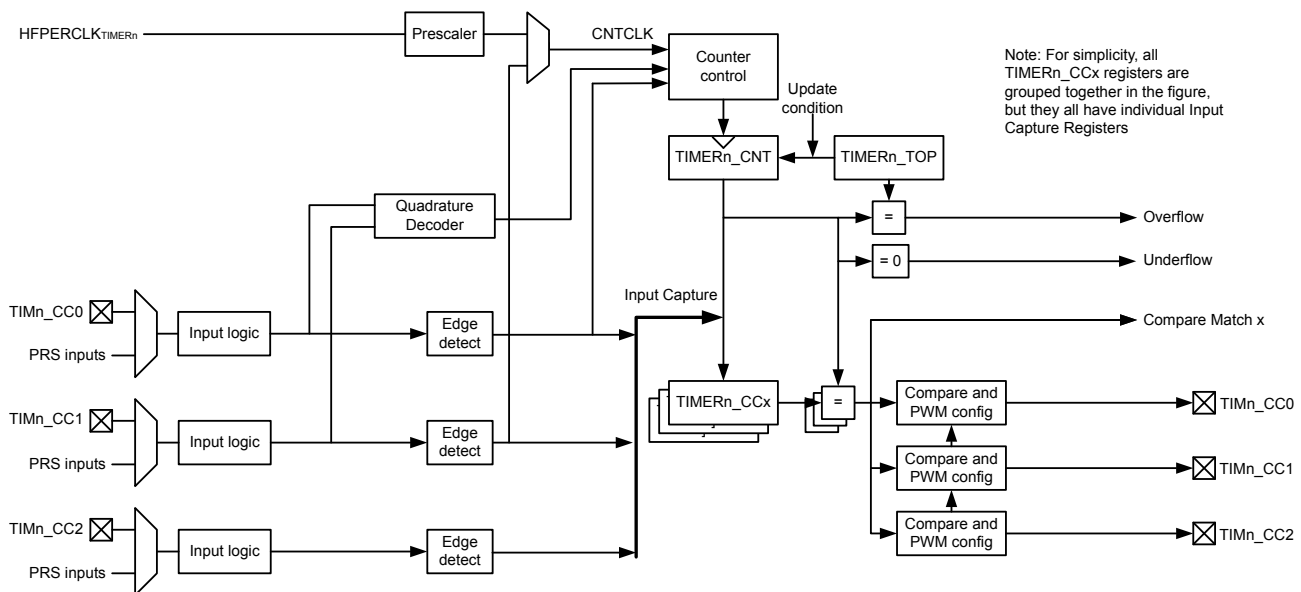 HFPERCLKTIMERn
Prescaler
CNTCLK
Counter
control
Note: For simplicity, all
TIMERn_CCx registers are
grouped together in the figure,
but they all have individual Input
Capture Registers
Update
condition
TIMERn_CNT
TIMERn_TOP
Quadrature
Decoder
=
Overflow
= 0
Underflow
Input Capture
TIMn_CC0
PRS inputs
Input logic
Edge
detect
Compare Match x
TIMERn_CCx
=
Compare and
PWM config
TIMn_CC0
TIMn_CC1
PRS inputs
Input logic
Edge
detect
Compare and
PWM config
TIMn_CC1
TIMn_CC2
PRS inputs
Input logic
Edge
detect
Compare and
PWM config
TIMn_CC2